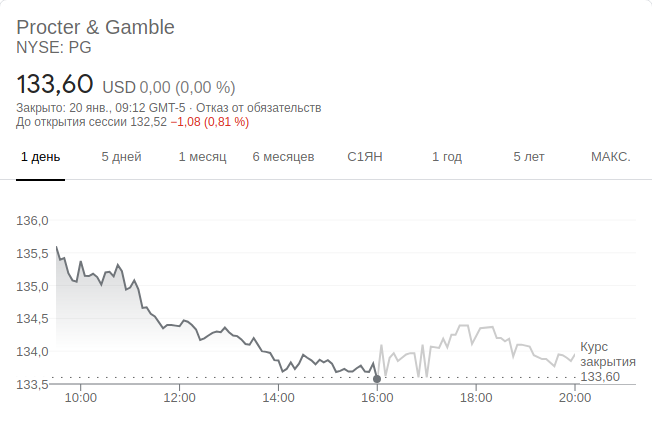 Procter & Gamble
NYSE: PG
133,60 USD 0,00 (0,00 %)
Закрыто: 20 янв., 09:12 GMT-5 · Отказ от обязательств
До открытия сессии 132,52 −1,08 (0,81 %)
1 день 5 дней 1 месяц 6 месяцев С1ЯН 1 год 5 лет МАКС.
136,0
135,5
135,0
134,5
134,0
133,5
Курс
закрытия
133,60
10:00 12:00 14:00 16:00 18:00 20:00